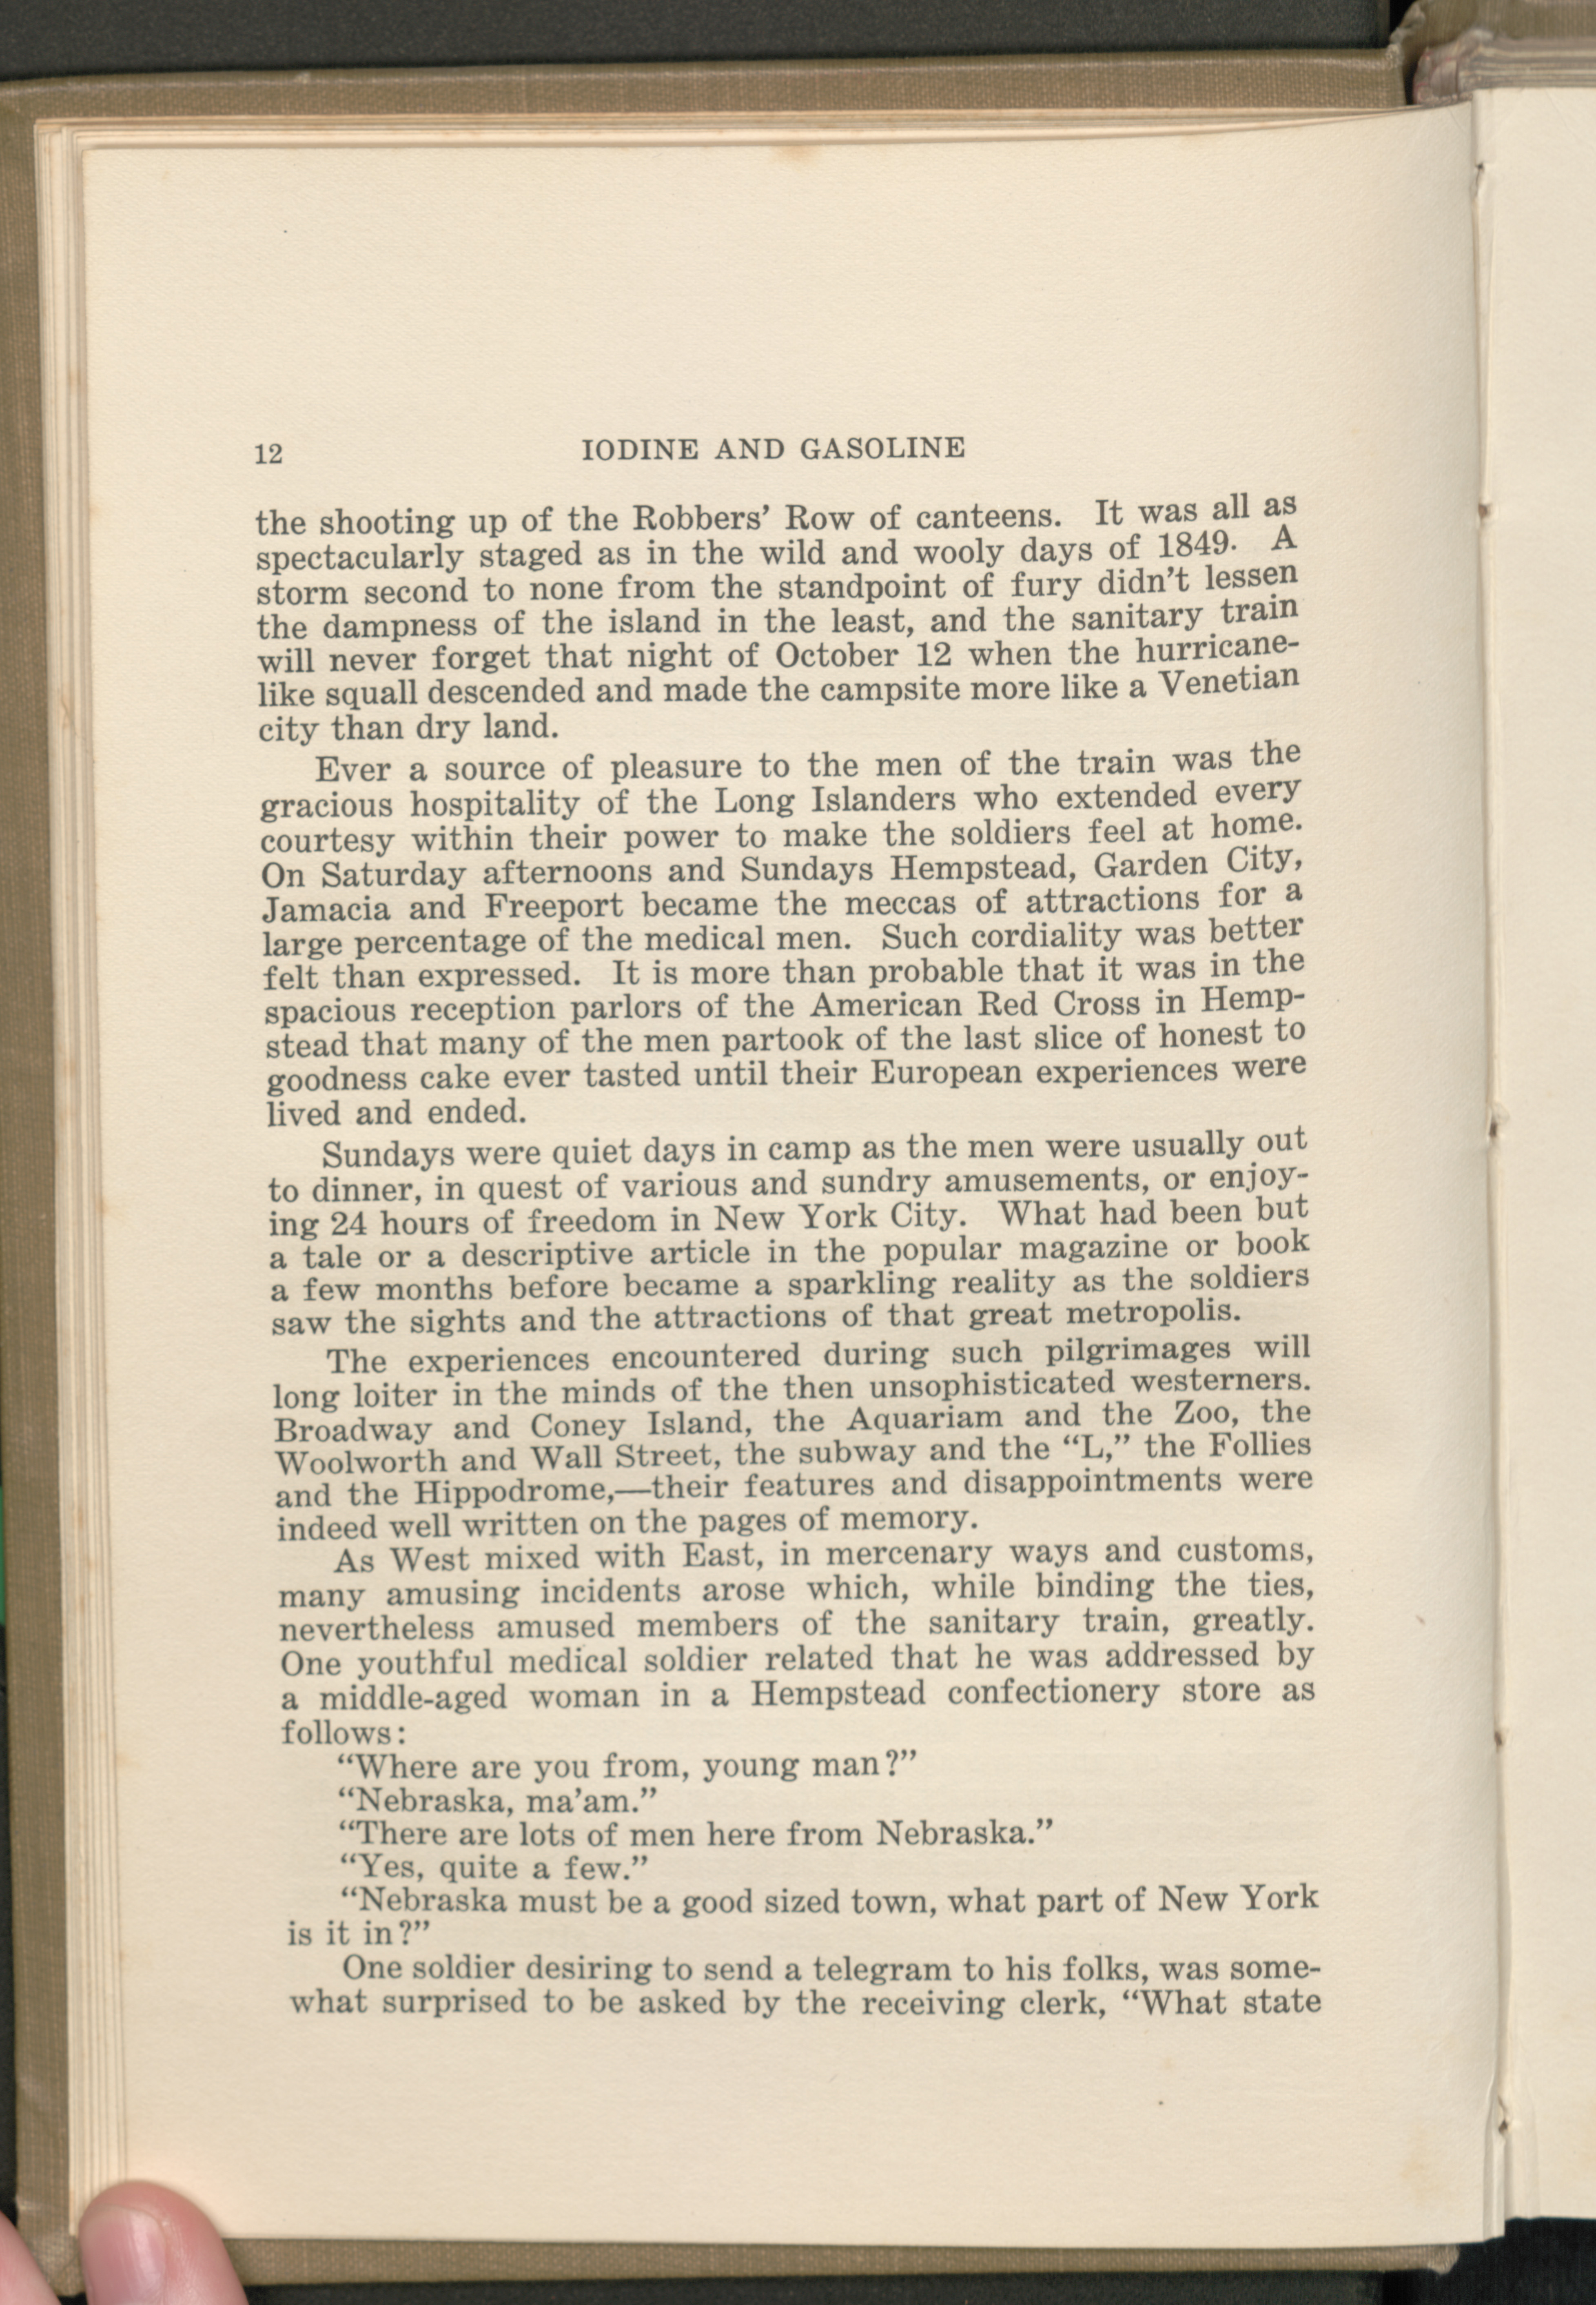 12 IODINE AND GASOLINE
the shooting up of the Robbers' Row of canteens. It was all as
spectacularly staged as in the wild and wooly days of 1849. A
storm second to none from the standpoint of fury didn't lessen
the dampness of the island in the least, and the sanitary train
will never forget that night of October 12 when the hurricane-
like squall descended and made the campsite more like a Venetian
city than dry land.
Ever a source of pleasure to the men of the train was the
gracious hospitality of the Long Islanders who extended every
courtesy within their power to make the soldiers feel at home.
On Saturday afternoons and Sundays Hempstead, Garden City,
Jamacia and Freeport became the meccas of attractions for a
large percentage of the medical men. Such cordiality was better
felt than expressed. It is more than probable that it was in the
spacious reception parlors of the American Red Cross in Hemp-
stead that many of the men partook of the last slice of honest to
goodness cake ever tasted until their European experiences were
lived and ended.
Sundays were quiet days in camp as the men were usually out
to dinner, in quest of various and sundry amusements, or enjoy-
ing 24 hours of freedom in New York City. What had been but
a tale or a descriptive article in the popular magazine or book
a few months before became a sparkling reality as the soldiers
saw the sights and the attractions of that great metropolis.
The experiences encountered during such pilgrimages will
long loiter in the minds of the then unsophisticated westerners.
Broadway and Coney Island, the Aquariam and the Zoo, the
Woolworth and Wall Street, the subway and the “L,” the Follies
and the Hippodrome,—their features and disappointments were
indeed well written on the pages of memory.
As West mixed with East, in mercenary ways and customs,
many amusing incidents arose which, while binding the ties,
nevertheless amused members of the sanitary train, greatly.
One youthful medical soldier related that he was addressed by
a middle-aged woman in a Hempstead confectionery store as
follows:
“Where are you from, young man?”
“Nebraska, ma'am.”
“There are lots of men here from Nebraska.”
“Yes, quite a few.”
“Nebraska must be a good sized town, what part of New York
is it in?”
One soldier desiring to send a telegram to his folks, was some-
what surprised to be asked by the receiving clerk, “What state